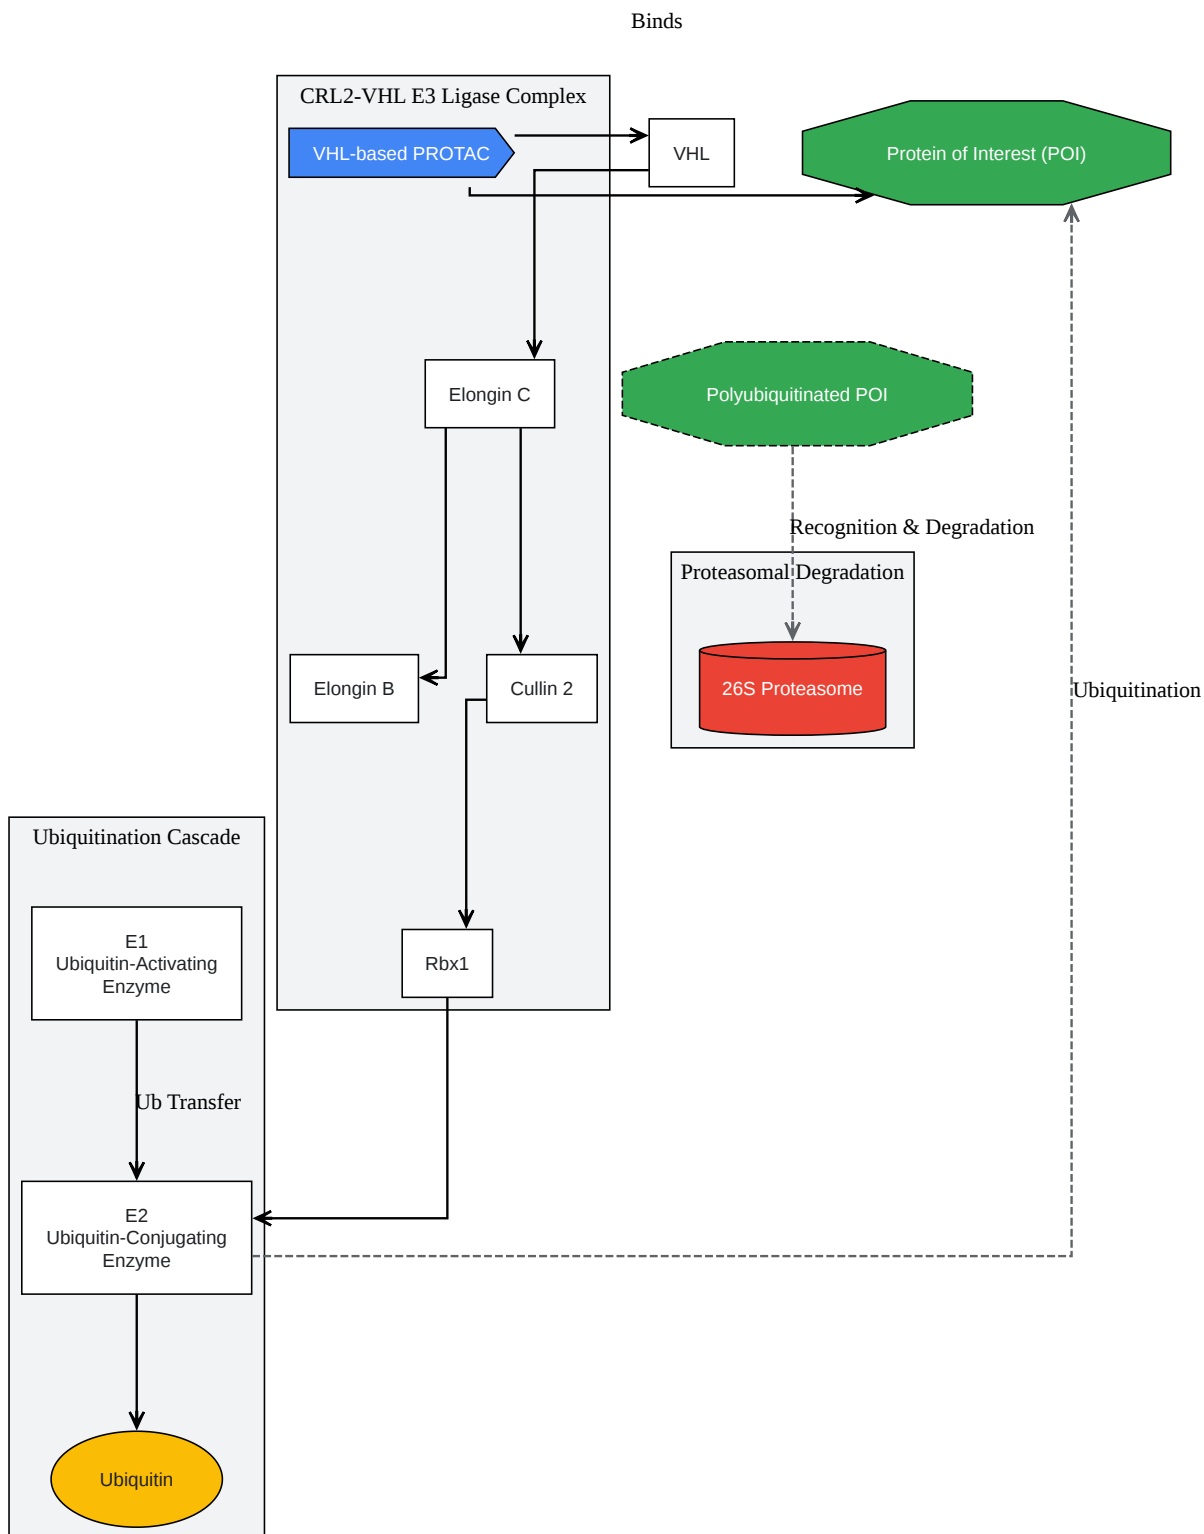 Binds
CRL2-VHL E3 Ligase Complex
VHL-based PROTAC
VHL
Protein of Interest (POI)
Elongin C
Polyubiquitinated POI
Recognition & Degradation
Proteasomal Degradation
Elongin B
Cullin 2
26S Proteasome
Ubiquitination
Ubiquitination Cascade
E1
Ubiquitin-Activating
Enzyme
Rbx1
Ub Transfer
E2
Ubiquitin-Conjugating
Enzyme
Ubiquitin